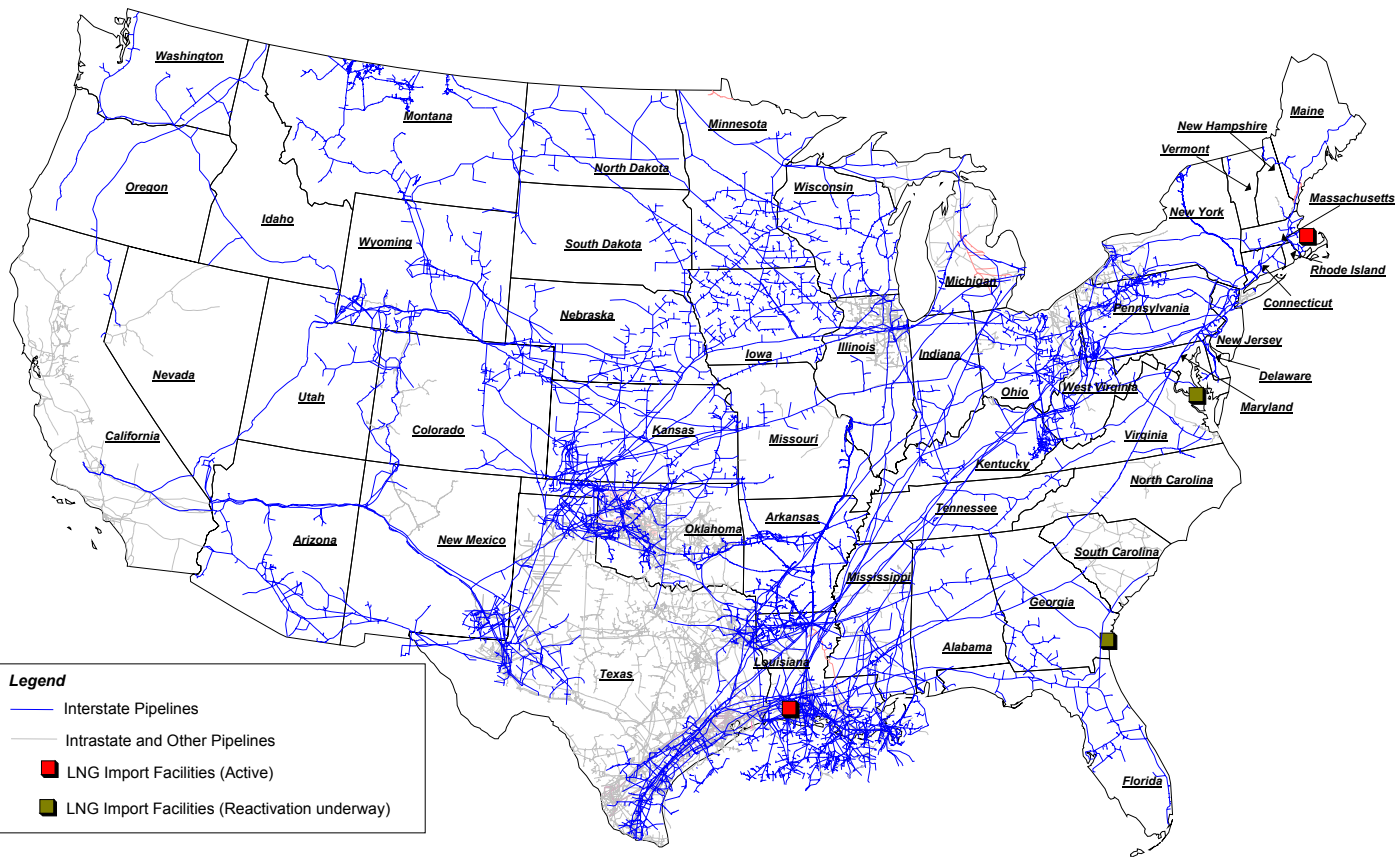 Washington
Montana
North Dakota
Minnesota
Maine
New Hampshire
Vermont
Oregon
Idaho
Wyoming
South Dakota
Wisconsin
New York
Massachusetts
Michigan
Rhode Island
Connecticut
Nebraska
Iowa
Illinois
Indiana
Pennsylvania
New Jersey
Nevada
Utah
Colorado
Kansas
Missouri
Ohio
West Virginia
Delaware
Maryland
California
Kentucky
Virginia
Arizona
New Mexico
Oklahoma
Arkansas
Tennessee
North Carolina
South Carolina
Mississippi
Georgia
Texas
Louisiana
Alabama
Florida
Legend
Interstate Pipelines
Intrastate and Other Pipelines
LNG Import Facilities (Active)
LNG Import Facilities (Reactivation underway)